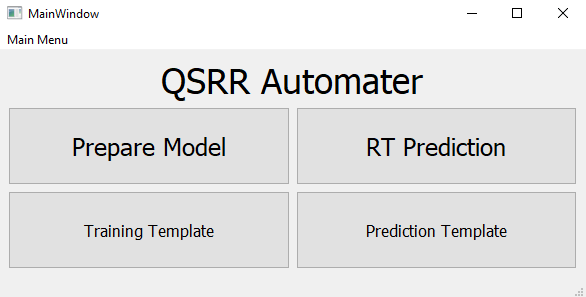 MainWindow
Main Menu
QSRR Automater
Prepare Model
RT Prediction
Training Template
Prediction Template